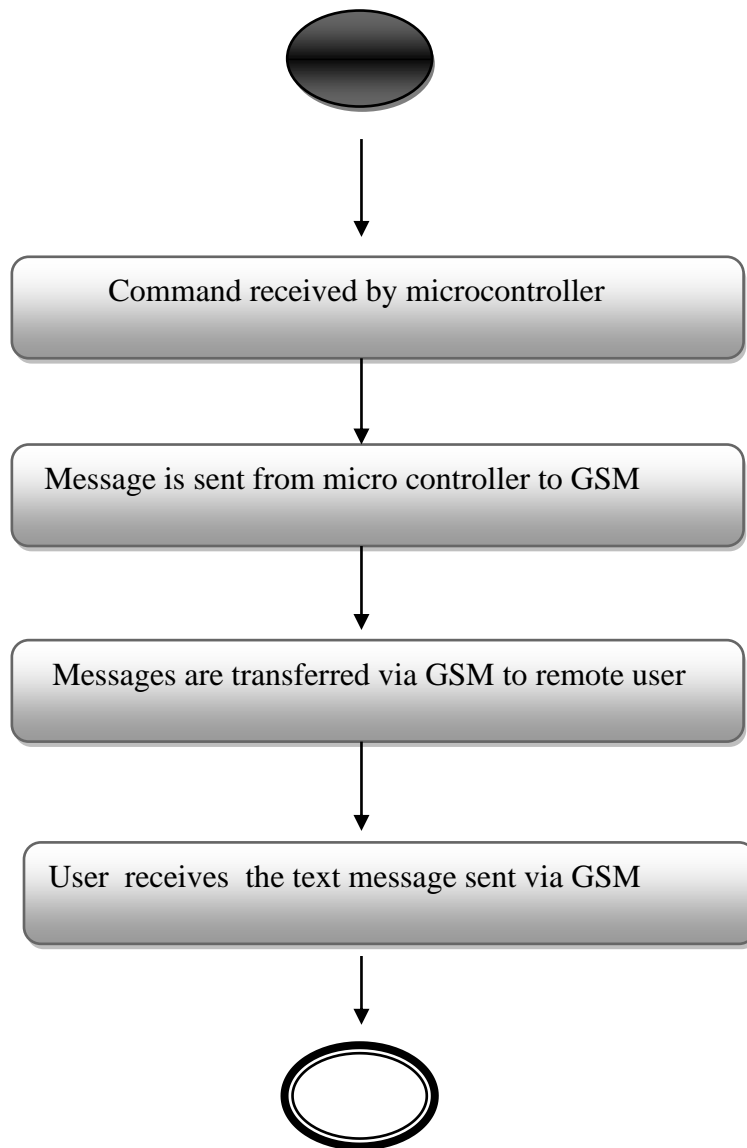 Command received by microcontroller
Message is sent from micro controller to GSM
Messages are transferred via GSM to remote user
User  receives  the text message sent via GSM